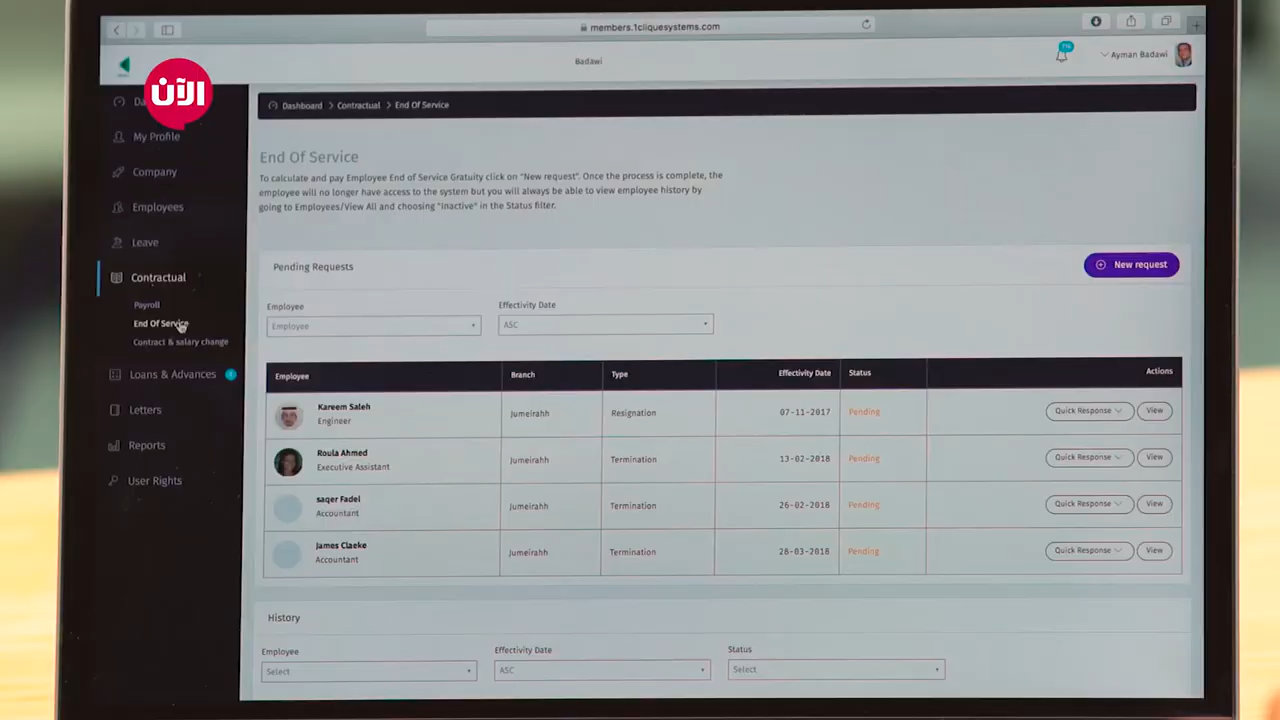 members.1cliquesystems.com
Badawi
Ayman Badawi
الآن
My Profile
Company
Employees
Leave
Contractual
Payroll
End Of Service
Contract & salary change
Loans & Advances
Letters
Reports
User Rights
Dashboard > Contractual > End Of Service
End Of Service
To calculate and pay Employee End of Service Gratuity click on "New request". Once the process is complete, the
employee will no longer have access to the system but you will always be able to view employee history by
going to Employees/View All and choosing "Inactive" in the Status filter.
Pending Requests
New request
Employee
Effectivity Date
Employee
ASC
Employee Branch Type Effectivity Date Status Actions
Kareem Saleh
Engineer
Jumeirahh Resignation 07-11-2017 Pending Quick Response View
Roula Ahmed
Executive Assistant
Jumeirahh Termination 13-02-2018 Pending Quick Response View
saqer Fadel
Accountant
Jumeirahh Termination 26-02-2018 Pending Quick Response View
James Claeke
Accountant
Jumeirahh Termination 28-03-2018 Pending Quick Response View
History
Employee
Effectivity Date
Status
Select
ASC
Select